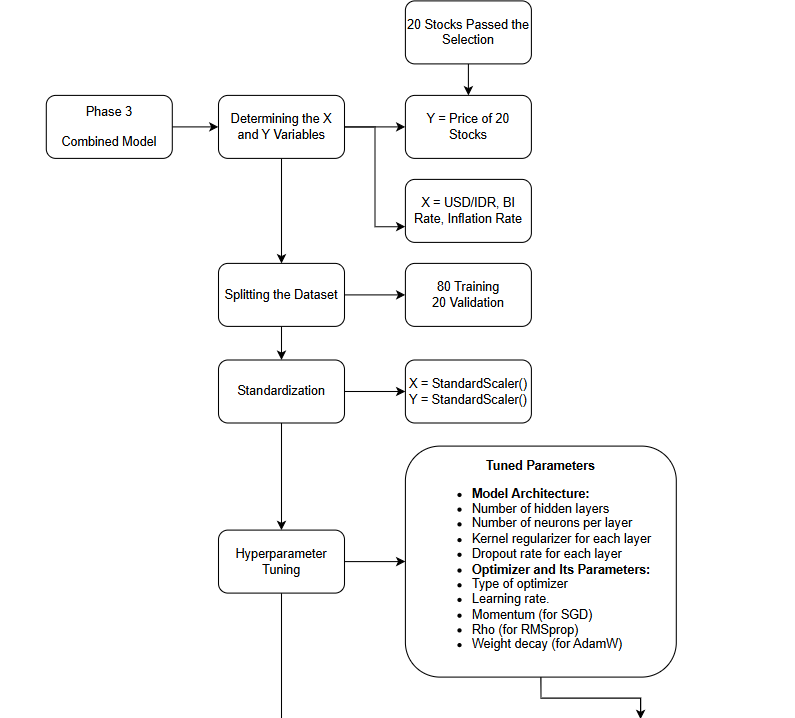 20 Stocks Passed the
Selection
Phase 3
Combined Model
Determining the X
and Y Variables
Y = Price of 20
Stocks
X = USD/IDR, BI
Rate, Inflation Rate
Splitting the Dataset
80 Training
20 Validation
Standardization
X = StandardScaler()
Y = StandardScaler()
Hyperparameter
Tuning
Tuned Parameters
• Model Architecture:
• Number of hidden layers
• Number of neurons per layer
• Kernel regularizer for each layer
• Dropout rate for each layer
• Optimizer and Its Parameters:
• Type of optimizer
• Learning rate.
• Momentum (for SGD)
• Rho (for RMSprop)
• Weight decay (for AdamW)